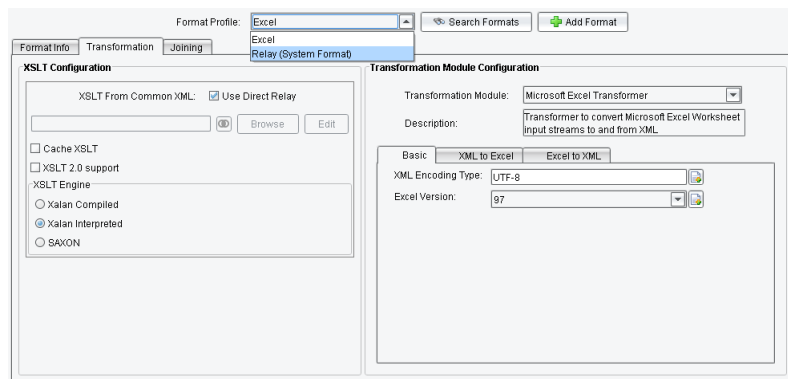 Format Profile: Excel Search Formats Add Format
Excel
Relay (System Format)
Format Info Transformation Joining
XSLT Configuration
XSLT From Common XML: Use Direct Relay
Browse Edit
Cache XSLT
XSLT 2.0 support
XSLT Engine
Xalan Compiled
Xalan Interpreted
SAXON
Transformation Module Configuration
Transformation Module: Microsoft Excel Transformer
Description: Transformer to convert Microsoft Excel Worksheet
input streams to and from XML
Basic XML to Excel Excel to XML
XML Encoding Type: UTF-8
Excel Version: 97